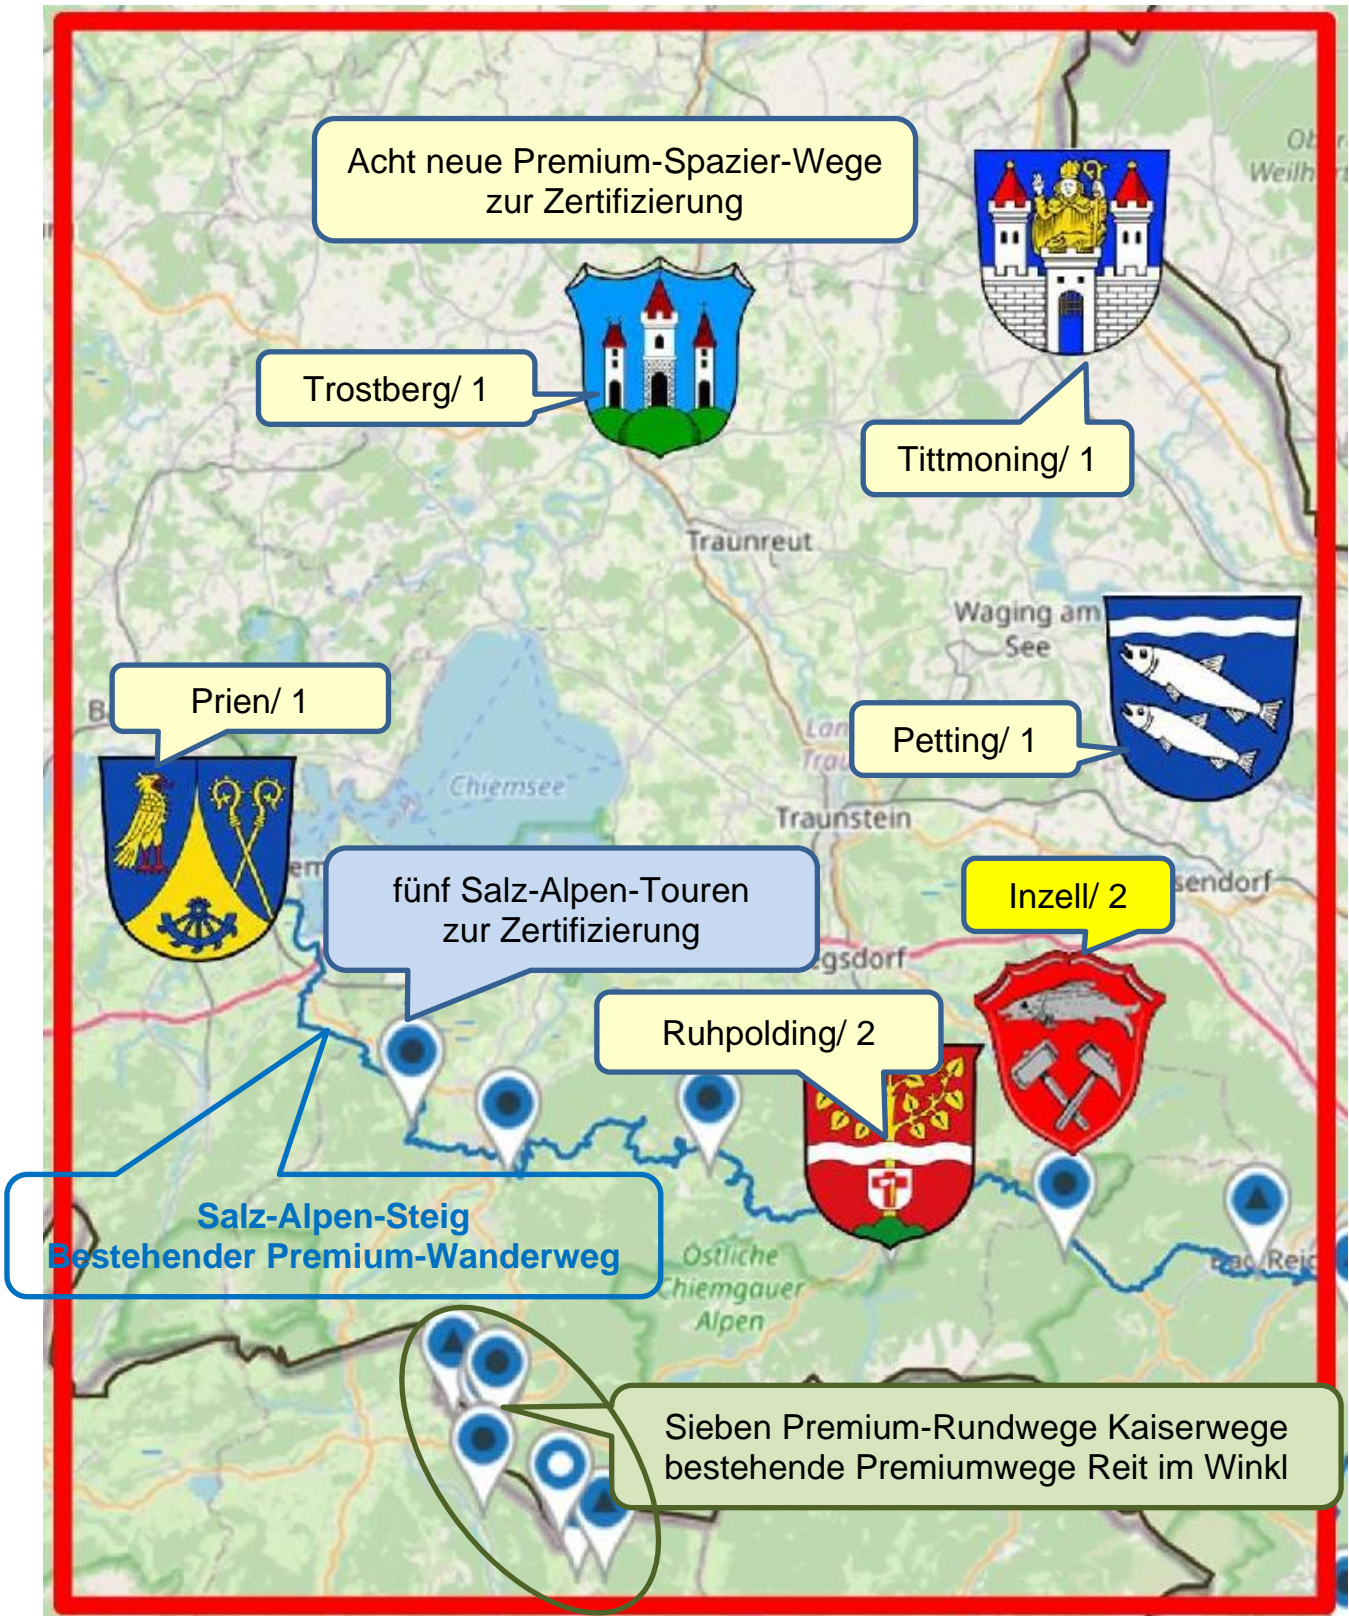 Acht neue Premium-Spazier-Wege
zur Zertifizierung
Trostberg/ 1
Tittmoning/ 1
Traunreut
Waging am
See
Prien/ 1
Petting/ 1
Chiemsee
Traunstein
fünf Salz-Alpen-Touren
zur Zertifizierung
Inzell/ 2
Ruhpolding/ 2
Salz-Alpen-Steig
Bestehender Premium-Wanderweg
Östliche
Chiemgauer
Alpen
Sieben Premium-Rundwege Kaiserwege
bestehende Premiumwege Reit im Winkl